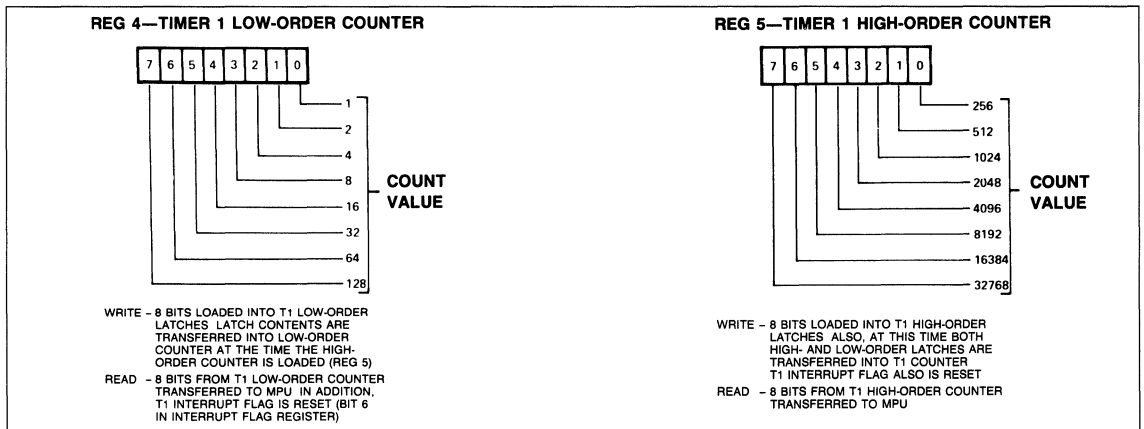 REG 4—TIMER 1 LOW-ORDER COUNTER
7 6 5 4 3 2 1 0
1
2
4
8
16
32
64
128
COUNT
VALUE
WRITE – 8 BITS LOADED INTO T1 LOW-ORDER
LATCHES LATCH CONTENTS ARE
TRANSFERRED INTO LOW-ORDER
COUNTER AT THE TIME THE HIGH-
ORDER COUNTER IS LOADED (REG 5)
READ – 8 BITS FROM T1 LOW-ORDER COUNTER
TRANSFERRED TO MPU IN ADDITION,
T1 INTERRUPT FLAG IS RESET (BIT 6
IN INTERRUPT FLAG REGISTER)
REG 5—TIMER 1 HIGH-ORDER COUNTER
7 6 5 4 3 2 1 0
256
512
1024
2048
4096
8192
16384
32768
COUNT
VALUE
WRITE – 8 BITS LOADED INTO T1 HIGH-ORDER
LATCHES ALSO, AT THIS TIME BOTH
HIGH- AND LOW-ORDER LATCHES ARE
TRANSFERRED INTO T1 COUNTER
T1 INTERRUPT FLAG ALSO IS RESET
READ – 8 BITS FROM T1 HIGH-ORDER COUNTER
TRANSFERRED TO MPU